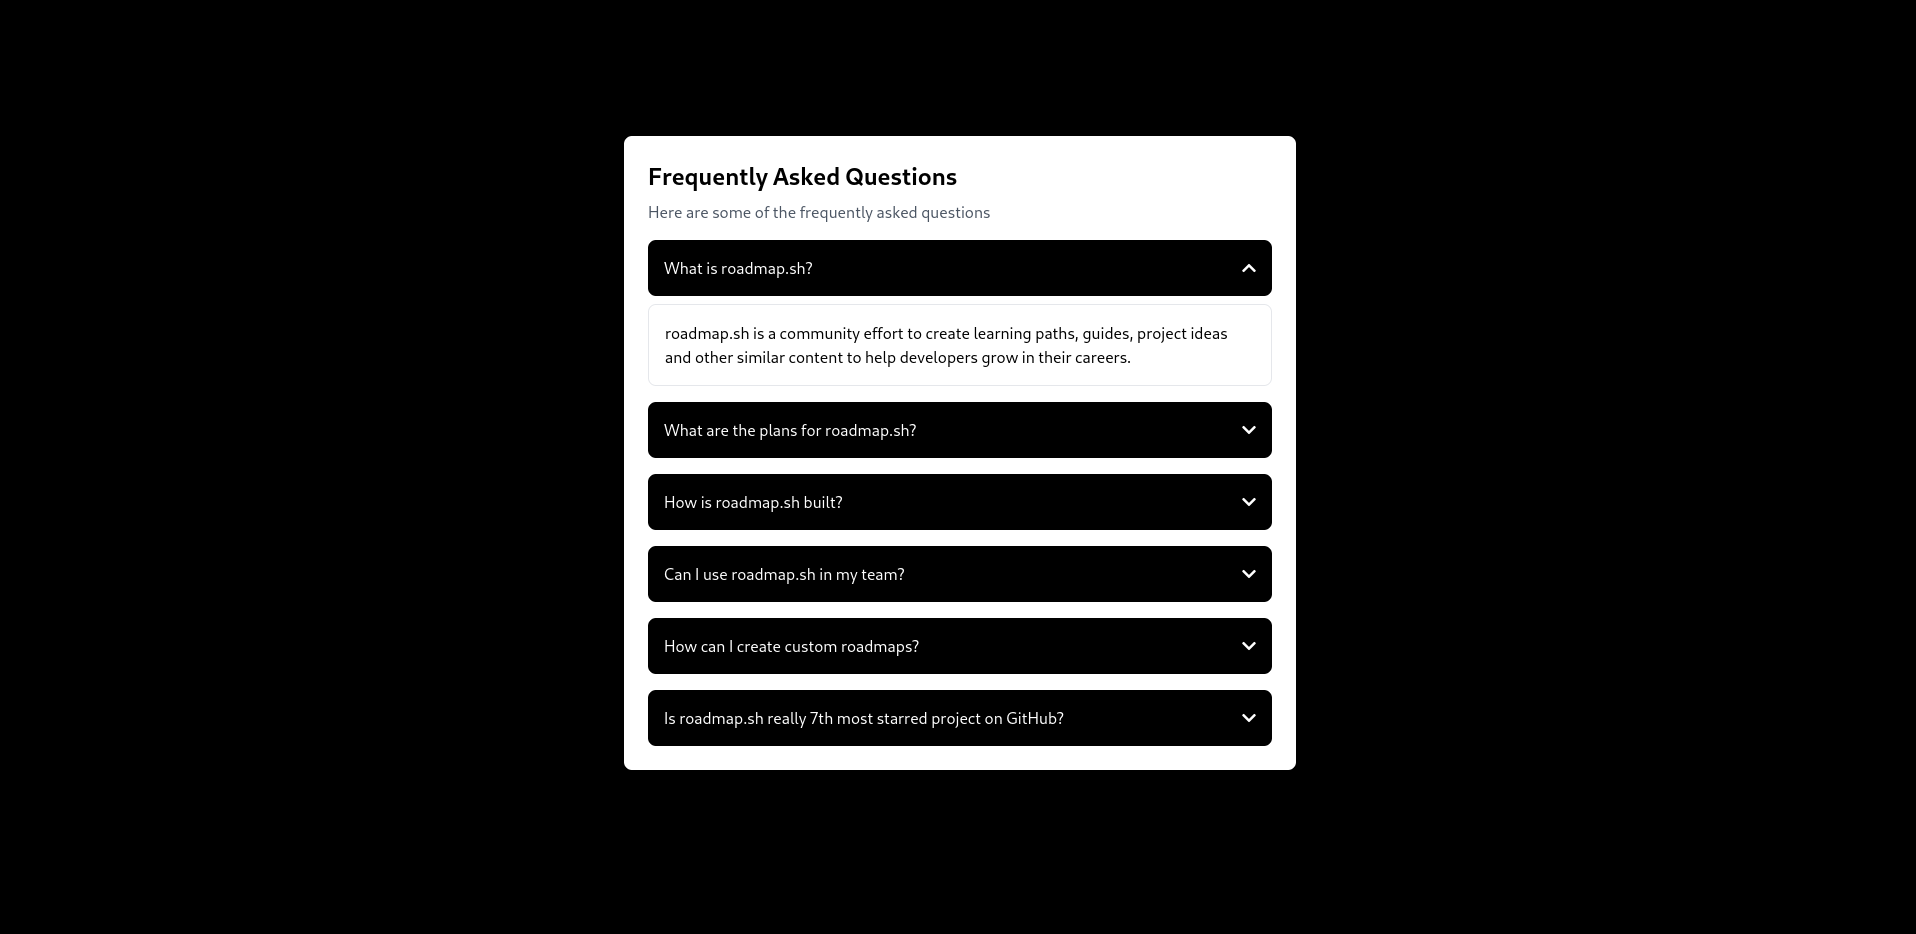 Frequently Asked Questions
Here are some of the frequently asked questions
What is roadmap.sh?
roadmap.sh is a community effort to create learning paths, guides, project ideas
and other similar content to help developers grow in their careers.
What are the plans for roadmap.sh?
How is roadmap.sh built?
Can I use roadmap.sh in my team?
How can I create custom roadmaps?
Is roadmap.sh really 7th most starred project on GitHub?